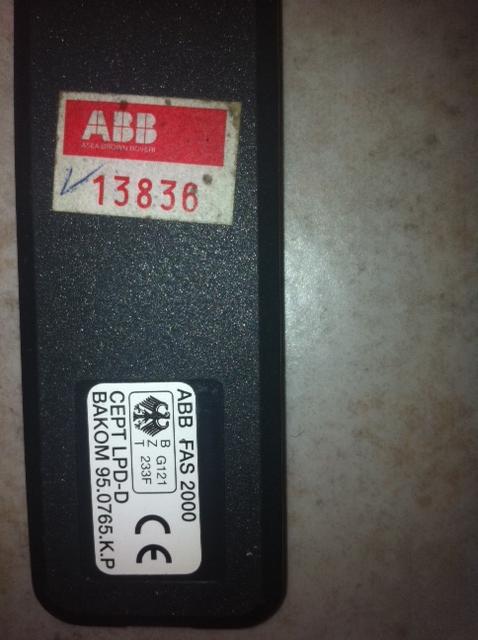 ABB
ASEA BROWN BOVERI
13836
ABB FAS 2000
B
Z G121
T 233F
CE
CEPT LPD-D
BAKOM 95.0765.K.P